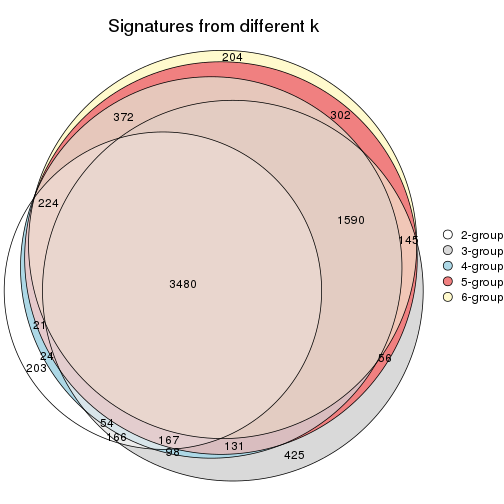 Signatures from different k
204
372
302
224
1590
145
2-group
3-group
4-group
5-group
6-group
3480
21
24
203
56
54
166
167
98
131
425